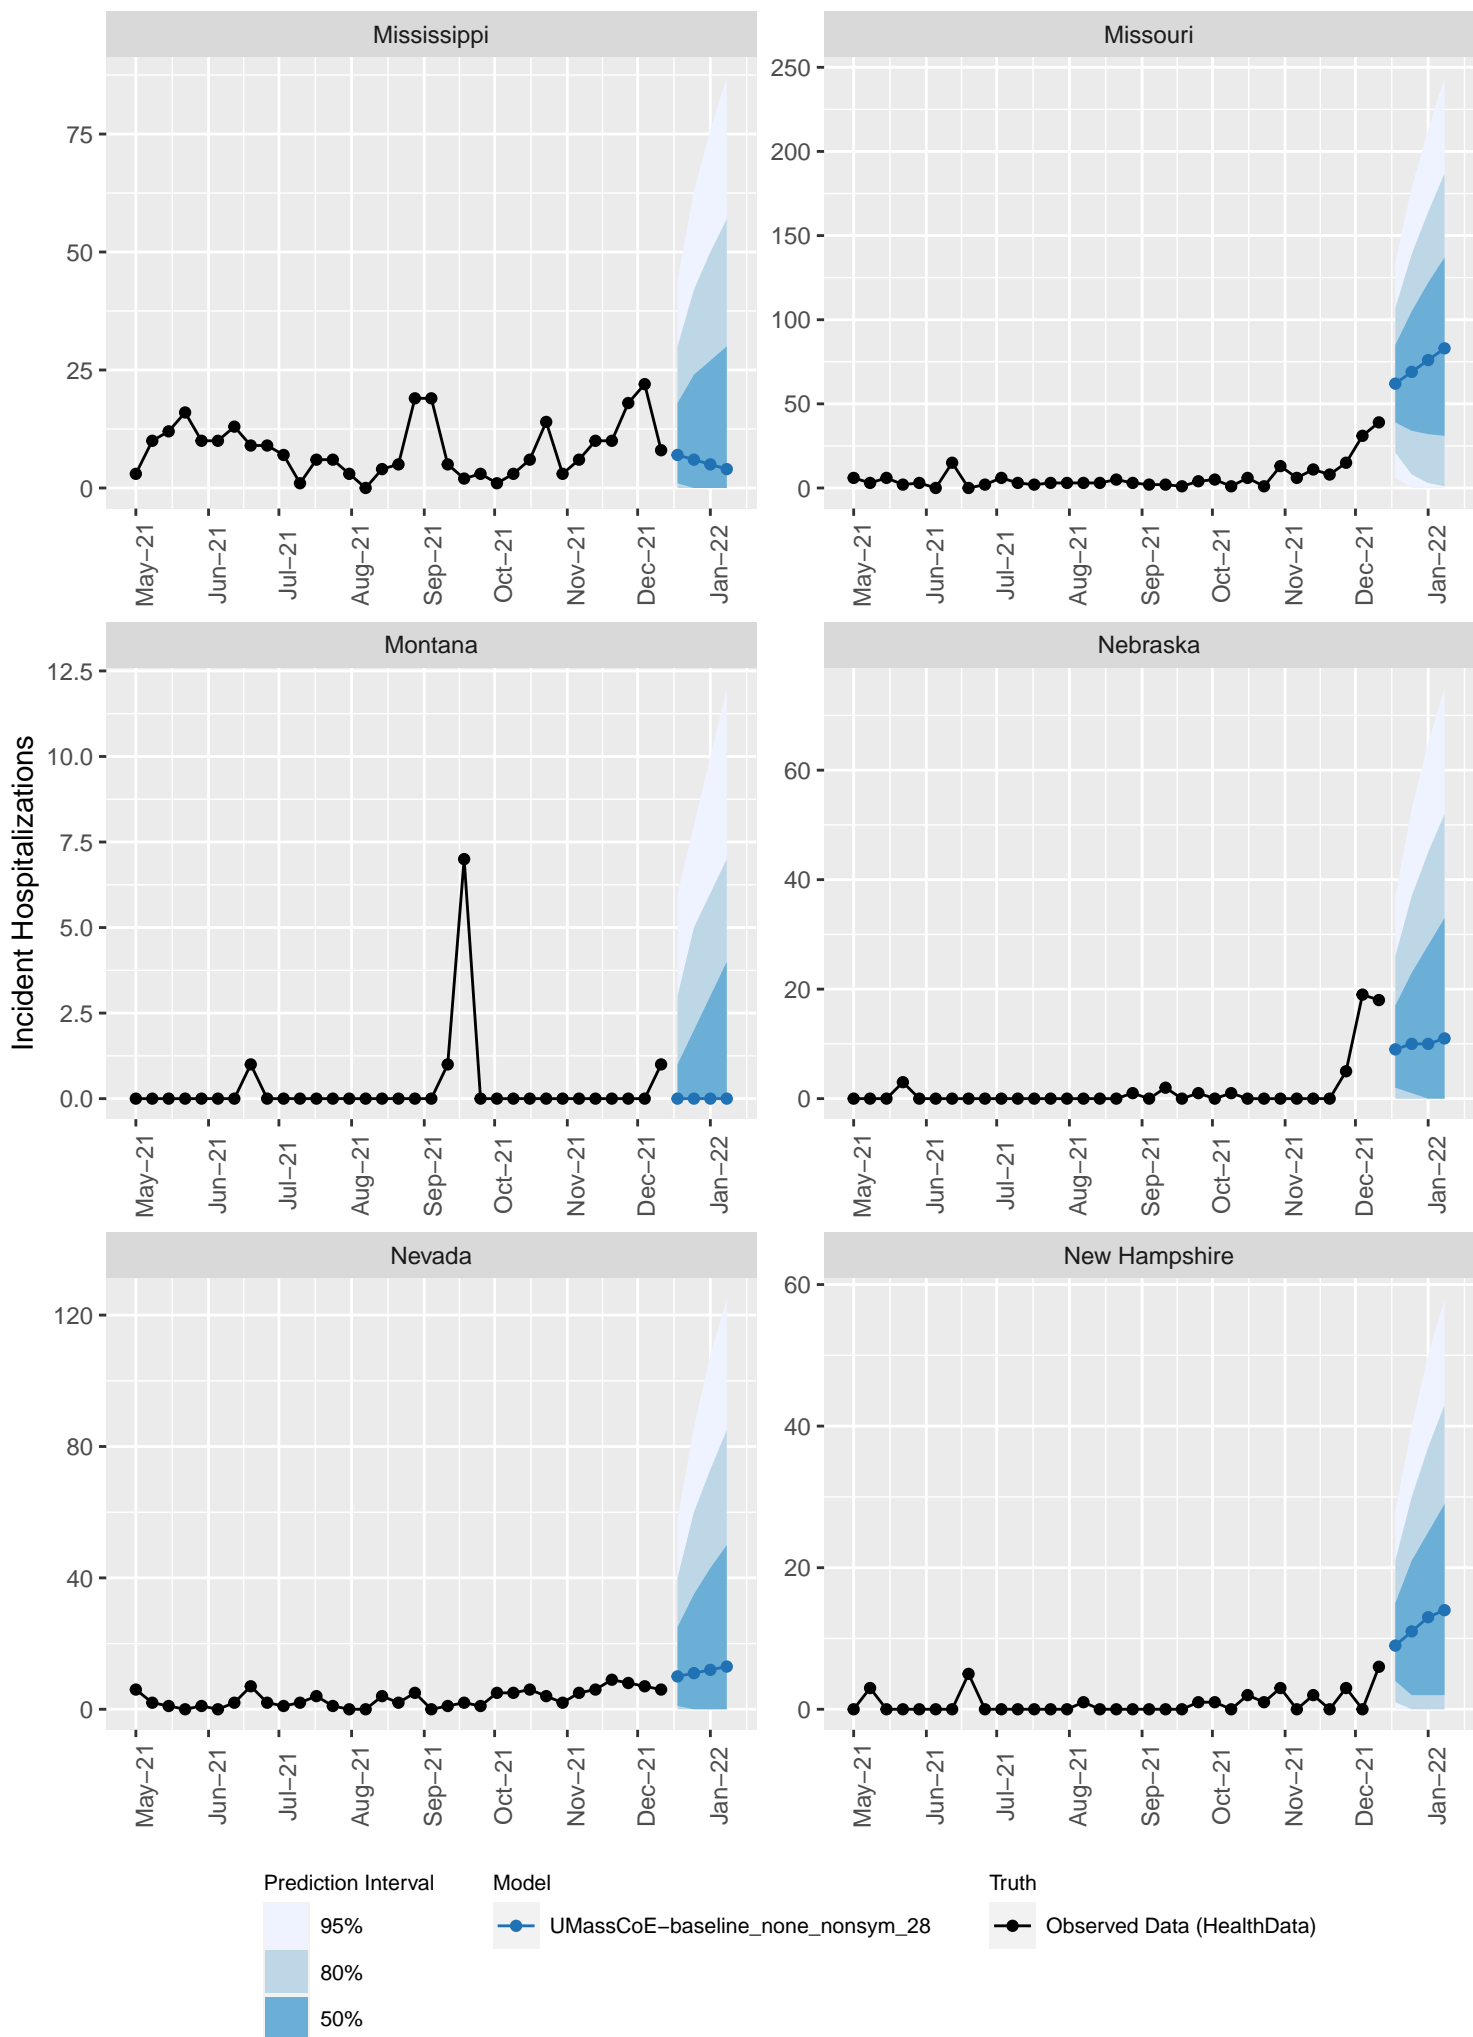 Mississippi
Missouri
75
50
25
0
250
200
150
100
50
0
May−21
Jun−21
Jul−21
Aug−21
Sep−21
Oct−21
Nov−21
Dec−21
Jan−22
May−21
Jun−21
Jul−21
Aug−21
Sep−21
Oct−21
Nov−21
Dec−21
Jan−22
Incident Hospitalizations
Montana
Nebraska
12.5
10.0
7.5
5.0
2.5
0.0
60
40
20
0
May−21
Jun−21
Jul−21
Aug−21
Sep−21
Oct−21
Nov−21
Dec−21
Jan−22
May−21
Jun−21
Jul−21
Aug−21
Sep−21
Oct−21
Nov−21
Dec−21
Jan−22
Nevada
New Hampshire
120
80
40
0
60
40
20
0
May−21
Jun−21
Jul−21
Aug−21
Sep−21
Oct−21
Nov−21
Dec−21
Jan−22
May−21
Jun−21
Jul−21
Aug−21
Sep−21
Oct−21
Nov−21
Dec−21
Jan−22
Prediction Interval
95%
80%
50%
Model
UMassCoE−baseline_none_nonsym_28
Truth
Observed Data (HealthData)